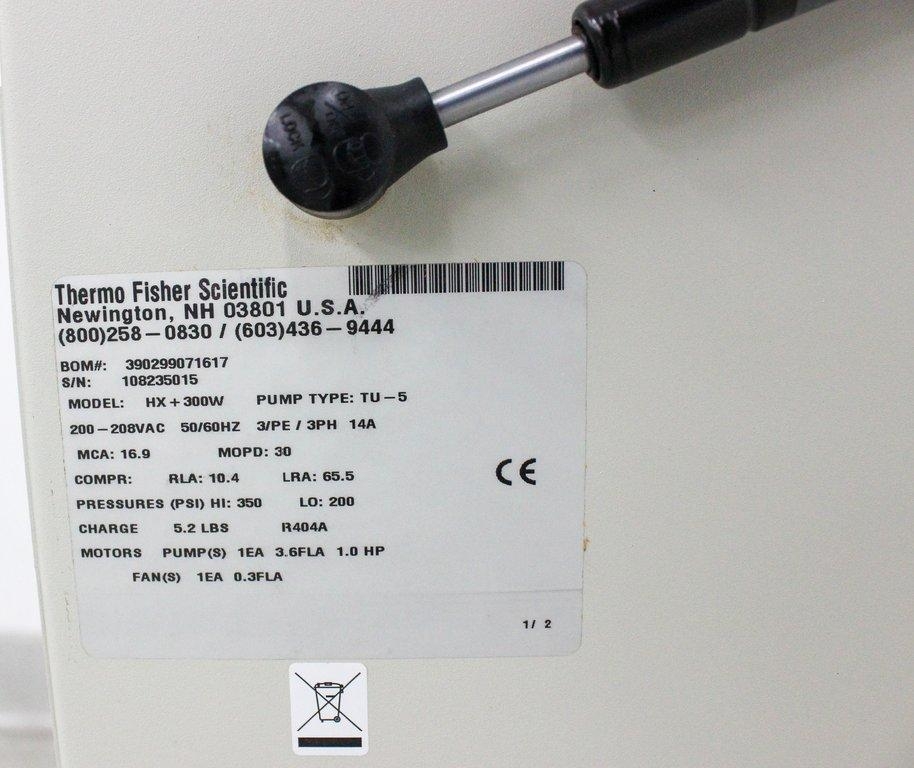 LOCK
Thermo Fisher Scientific
Newington, NH 03801 U.S.A.
(800)258-0830 / (603)436-9444
BOM#: 390299071617
S/N: 108235015
MODEL: HX+300W PUMP TYPE: TU-5
200-208VAC 50/60HZ 3/PE / 3PH 14A
MCA: 16.9 MOPD: 30
COMPR: RLA: 10.4 LRA: 65.5
PRESSURES (PSI) HI: 350 LO: 200
CHARGE 5.2 LBS R404A
MOTORS PUMP(S) 1EA 3.6FLA 1.0 HP
FAN(S) 1EA 0.3FLA
CE
1/ 2